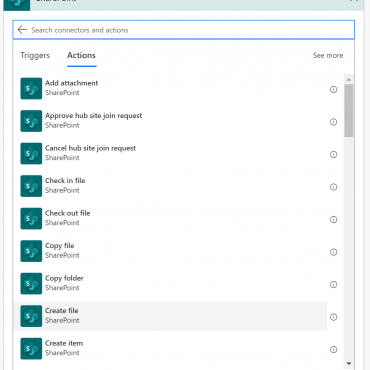 SharePoint
Search connectors and actions
Triggers
Actions
See more
Add attachment
SharePoint
Approve hub site join request
SharePoint
Cancel hub site join request
SharePoint
Check in file
SharePoint
Check out file
SharePoint
Copy file
SharePoint
Copy folder
SharePoint
Create file
SharePoint
Create item
SharePoint